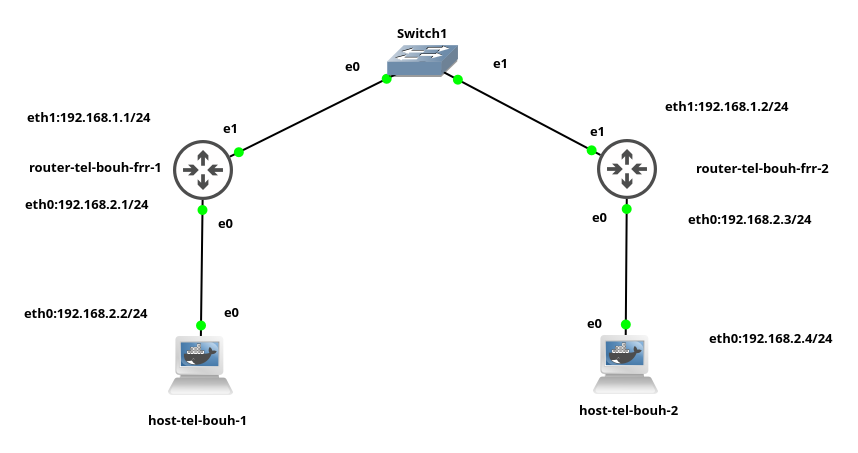 Switch1
e0
e1
eth1:192.168.1.1/24
eth1:192.168.1.2/24
e1
e1
router-tel-bouh-frr-1
router-tel-bouh-frr-2
eth0:192.168.2.1/24
eth0:192.168.2.3/24
e0
e0
eth0:192.168.2.2/24
e0
e0
eth0:192.168.2.4/24
host-tel-bouh-1
host-tel-bouh-2